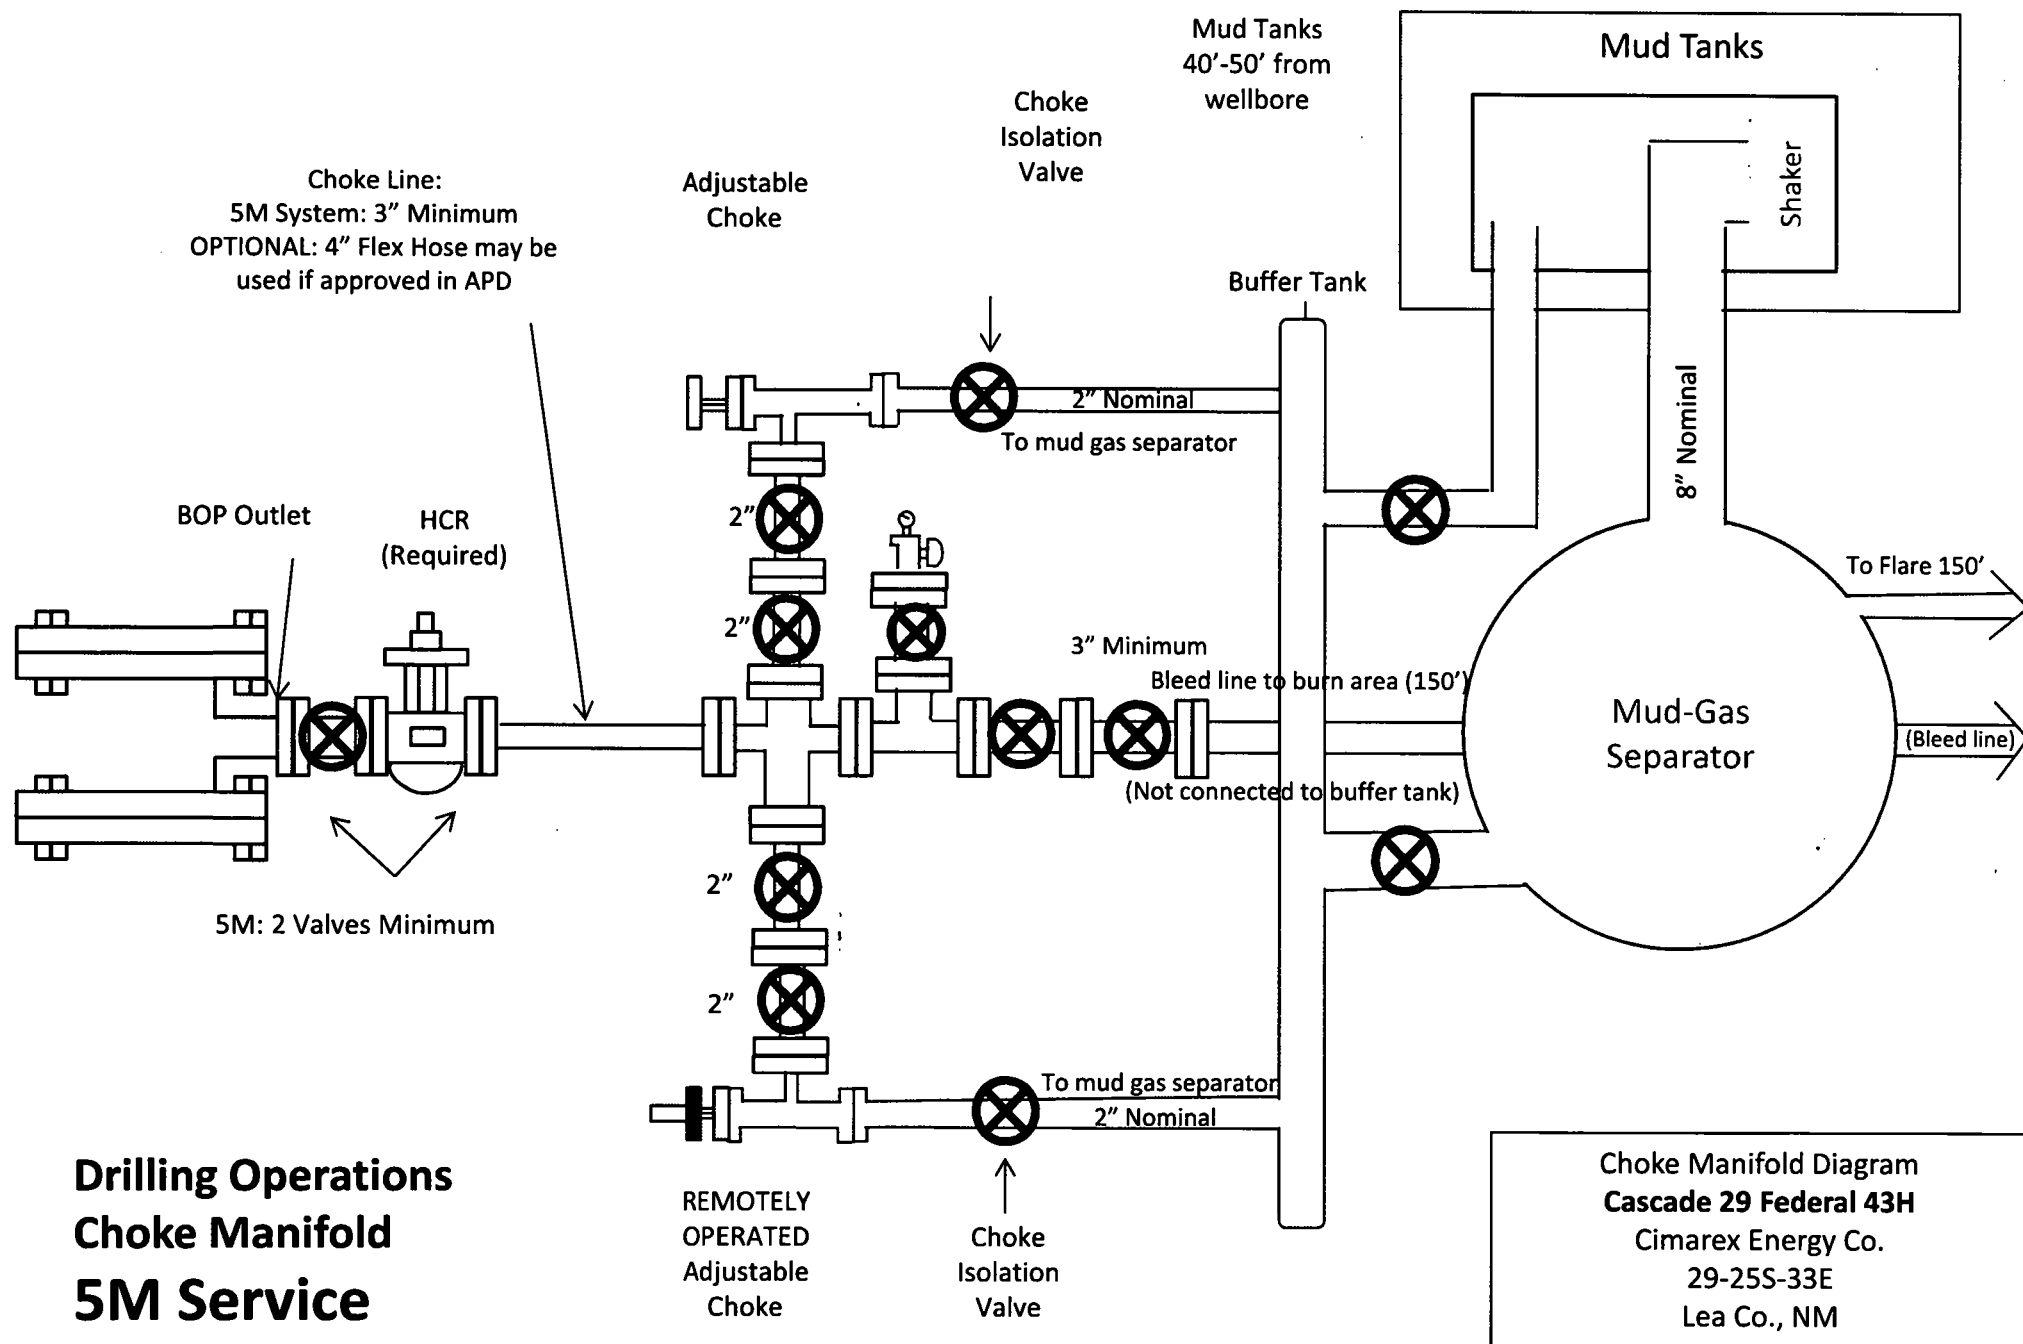 Mud Tanks
40'-50' from
wellbore
Mud Tanks
Shaker
Choke
Isolation
Valve
Choke Line:
5M System: 3" Minimum
OPTIONAL: 4" Flex Hose may be
used if approved in APD
Adjustable
Choke
Buffer Tank
2" Nominal
To mud gas separator
8" Nominal
BOP Outlet
HCR
(Required)
2"
2"
To Flare 150'
3" Minimum
Bleed line to burn area (150')
Mud-Gas
Separator
(Bleed line)
(Not connected to buffer tank)
2"
5M: 2 Valves Minimum
2"
To mud gas separator
2" Nominal
Drilling Operations
Choke Manifold
5M Service
REMOTELY
OPERATED
Adjustable
Choke
Choke
Isolation
Valve
Choke Manifold Diagram
Cascade 29 Federal 43H
Cimarex Energy Co.
29-25S-33E
Lea Co., NM